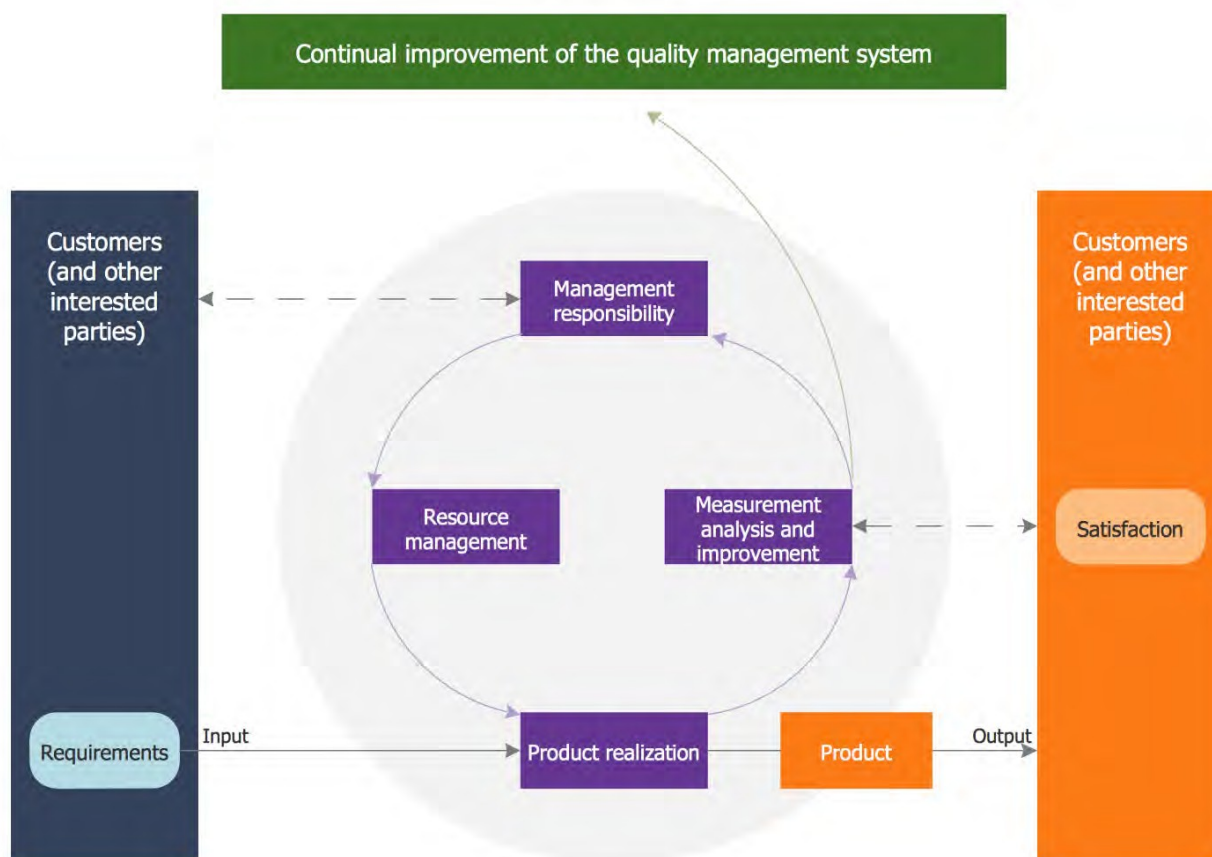 Continual improvement of the quality management system
Customers
(and other
interested
parties)
Customers
(and other
interested
parties)
Management
responsibility
Resource
management
Measurement
analysis and
improvement
Satisfaction
Requirements
Input
Product realization
Product
Output